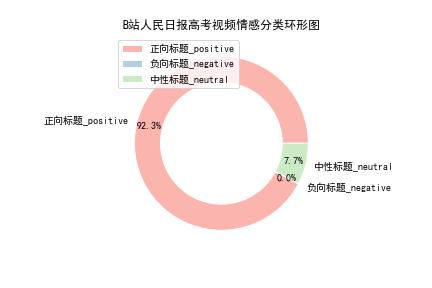 B站人民日报高考视频情感分类环形图
正向标题_positive
负向标题_negative
中性标题_neutral
正向标题_positive
92.3%
7.7%
中性标题_neutral
0.0%
负向标题_negative